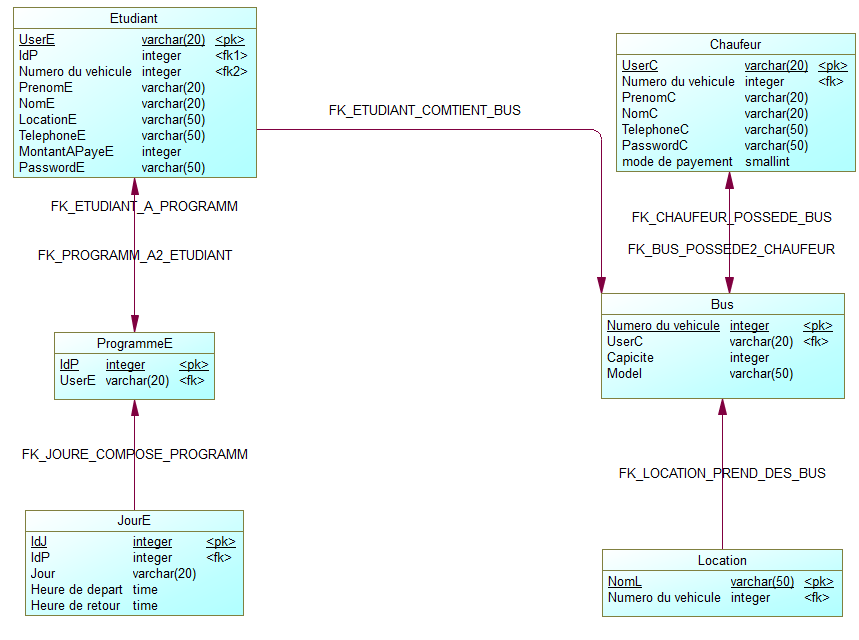 Etudiant
UserE varchar(20) <pk>
IdP integer <fk1>
Numero du vehicule integer <fk2>
PrenomE varchar(20)
NomE varchar(20)
LocationE varchar(50)
TelephoneE varchar(50)
MontantAPayeE integer
PasswordE varchar(50)
Chaufeur
UserC varchar(20) <pk>
Numero du vehicule integer <fk>
PrenomC varchar(20)
NomC varchar(20)
TelephoneC varchar(50)
PasswordC varchar(50)
mode de payement smallint
FK_ETUDIANT_COMTIENT_BUS
FK_ETUDIANT_A_PROGRAMM
FK_PROGRAMM_A2_ETUDIANT
FK_CHAUFEUR_POSSEDE_BUS
FK_BUS_POSSEDE2_CHAUFEUR
ProgrammeE
IdP integer <pk>
UserE varchar(20) <fk>
Bus
Numero du vehicule integer <pk>
UserC varchar(20) <fk>
Capicite integer
Model varchar(50)
FK_JOURE_COMPOSE_PROGRAMM
FK_LOCATION_PREND_DES_BUS
JourE
IdJ integer <pk>
IdP integer <fk>
Jour varchar(20)
Heure de depart time
Heure de retour time
Location
NomL varchar(50) <pk>
Numero du vehicule integer <fk>